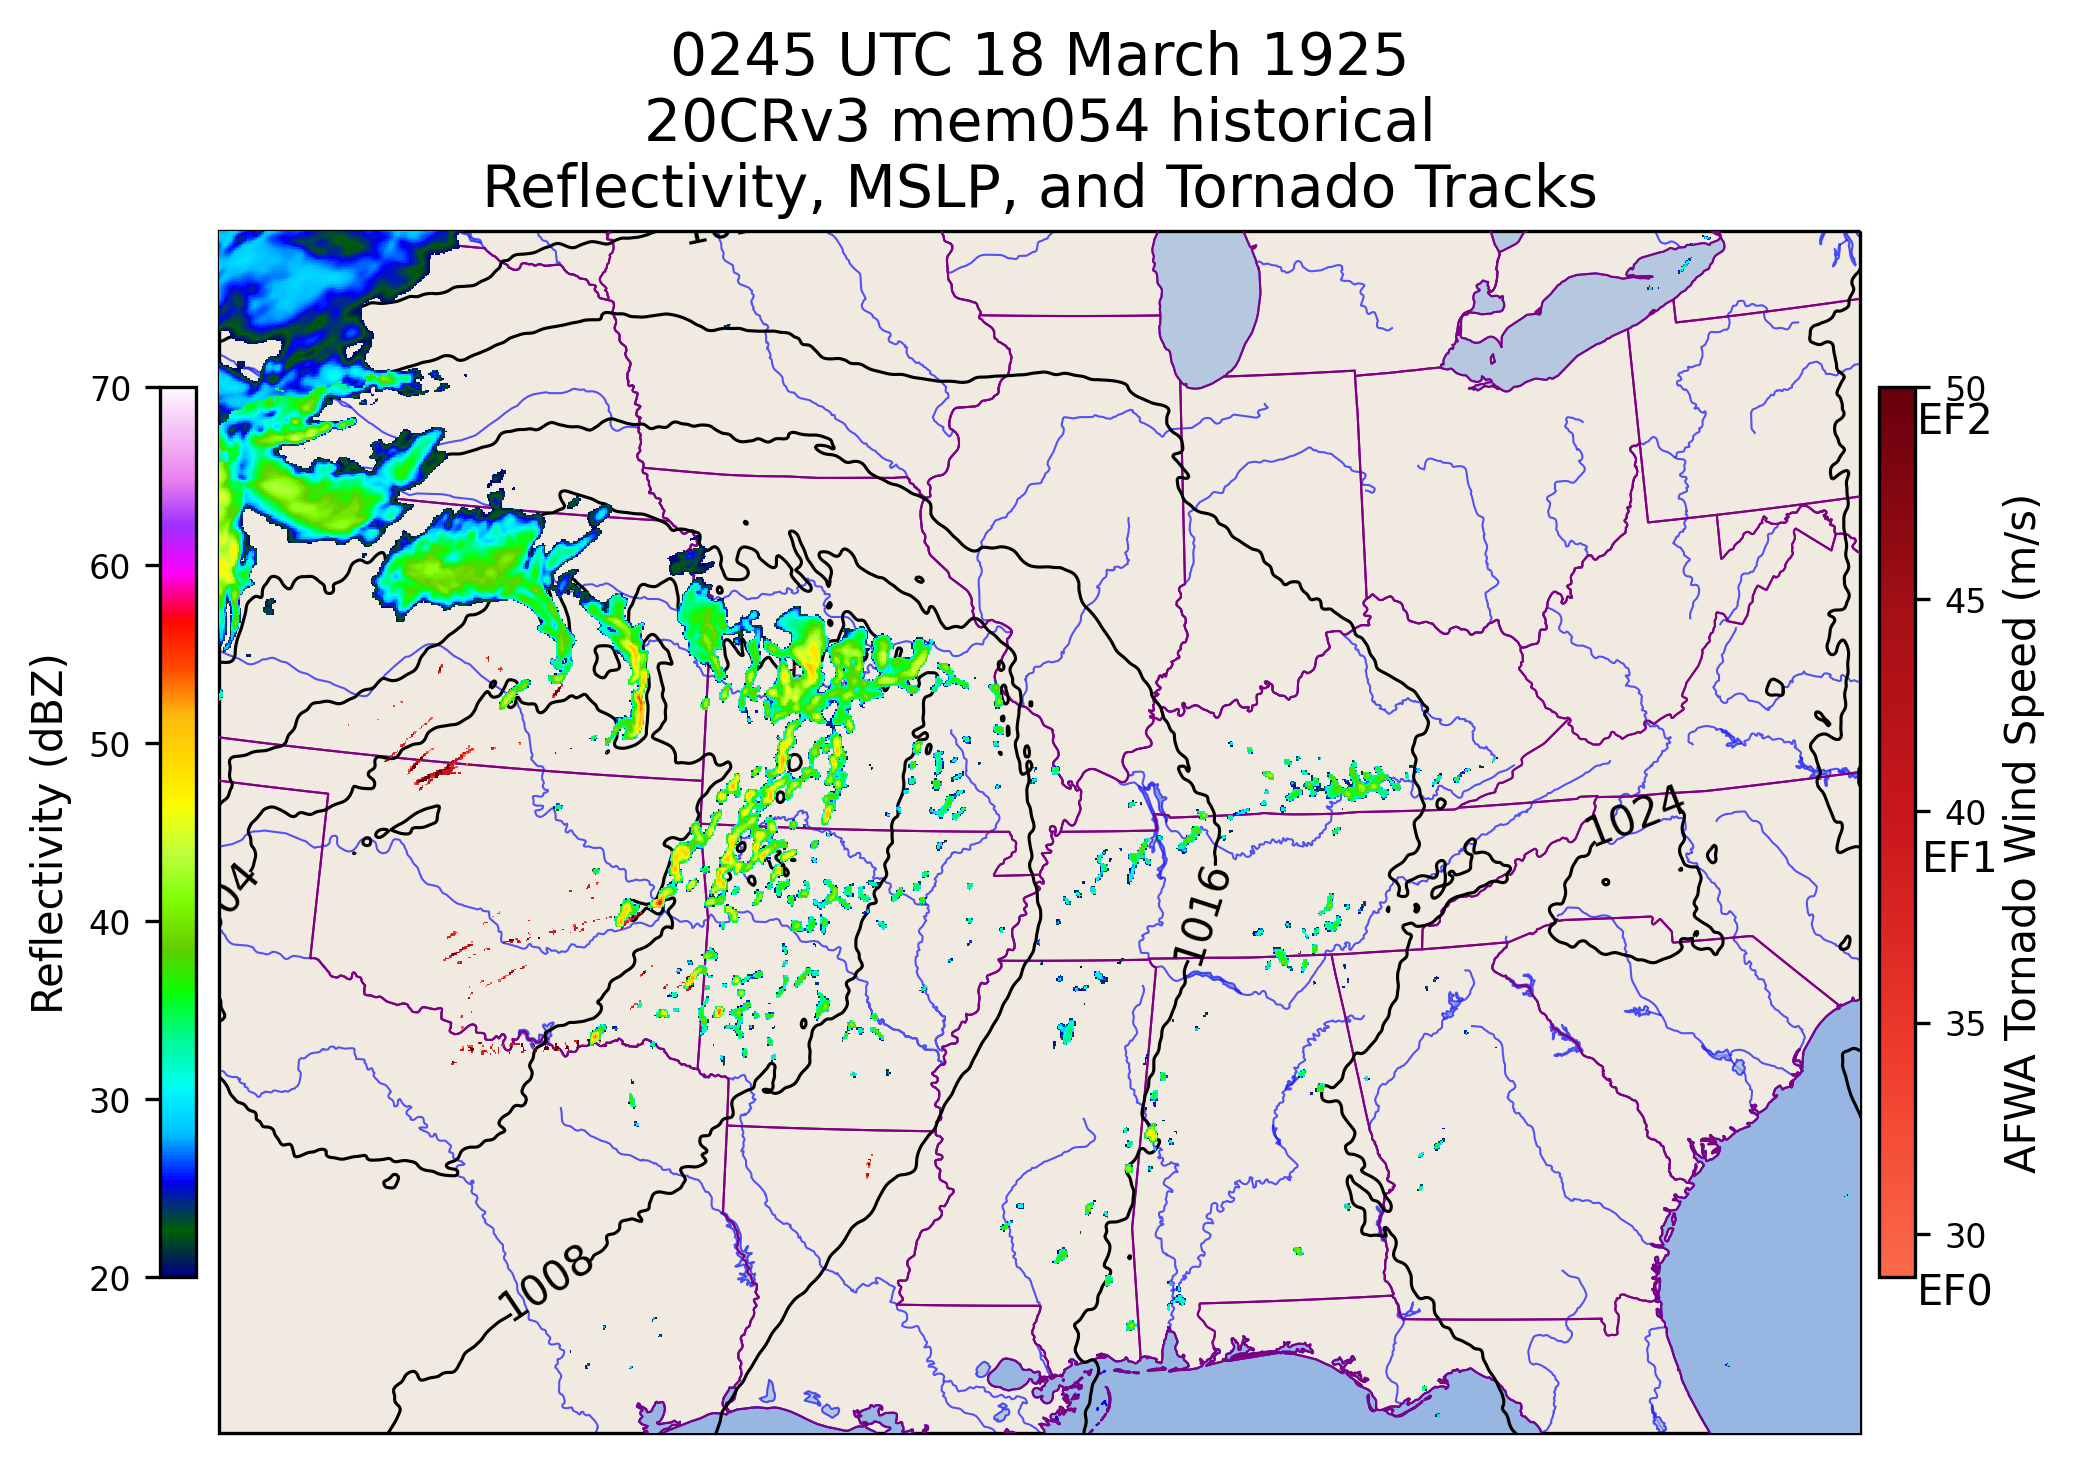 0245 UTC 18 March 1925
20CRv3 mem054 historical
Reflectivity, MSLP, and Tornado Tracks
70
60
50
40
30
20
Reflectivity (dBZ)
1024
1016
1008
50
EF2
45
40
EF1
35
30
EF0
AFWA Tornado Wind Speed (m/s)